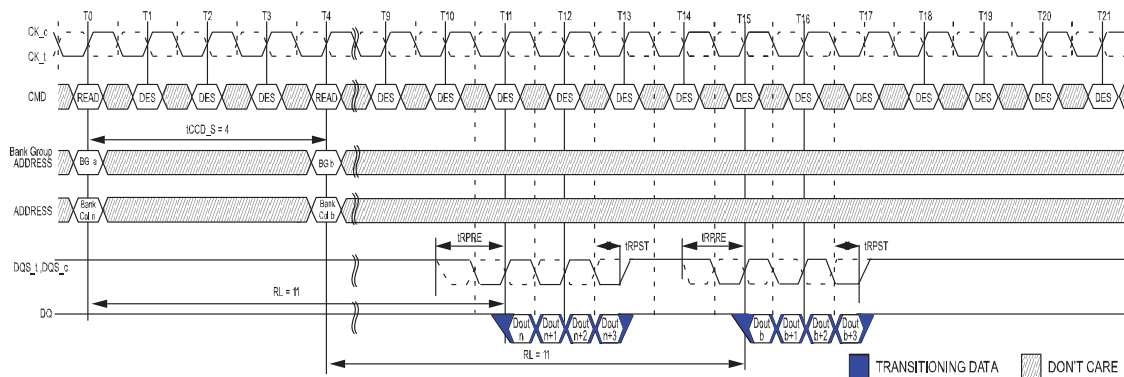 T0 T1 T2 T3 T4 T9 T10 T11 T12 T13 T14 T15 T16 T17 T18 T19 T20 T21
CK_c
CK_t
CMD READ DES DES DES READ DES DES DES DES DES DES DES DES DES DES DES DES DES
tCCD_S = 4
Bank Group
ADDRESS BG a BG b
ADDRESS Bank Col n Bank Col b
tRPRE tRPST tRPRE tRPST
DQS_t ,DQS_c
RL = 11
DQ Dout n Dout n+1 Dout n+2 Dout n+3 Dout b Dout b+1 Dout b+2 Dout b+3
RL = 11
TRANSITIONING DATA DON'T CARE